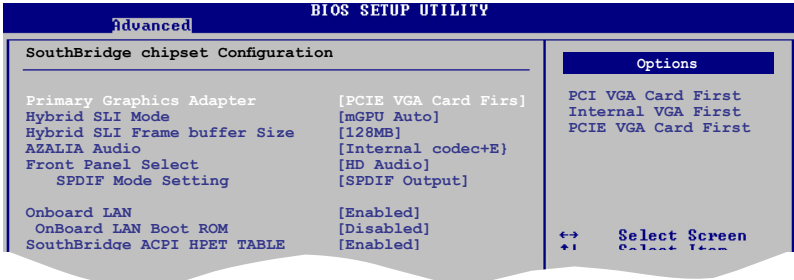 BIOS SETUP UTILITY
Advanced
SouthBridge chipset Configuration
Primary Graphics Adapter [PCIE VGA Card Firs]
Hybrid SLI Mode [mGPU Auto]
Hybrid SLI Frame buffer Size [128MB]
AZALIA Audio [Internal codec+E}
Front Panel Select [HD Audio]
SPDIF Mode Setting [SPDIF Output]
Onboard LAN [Enabled]
OnBoard LAN Boot ROM [Disabled]
SouthBridge ACPI HPET TABLE [Enabled]
Options
PCI VGA Card First
Internal VGA First
PCIE VGA Card First
←→ Select Screen
↑↓ Select Item